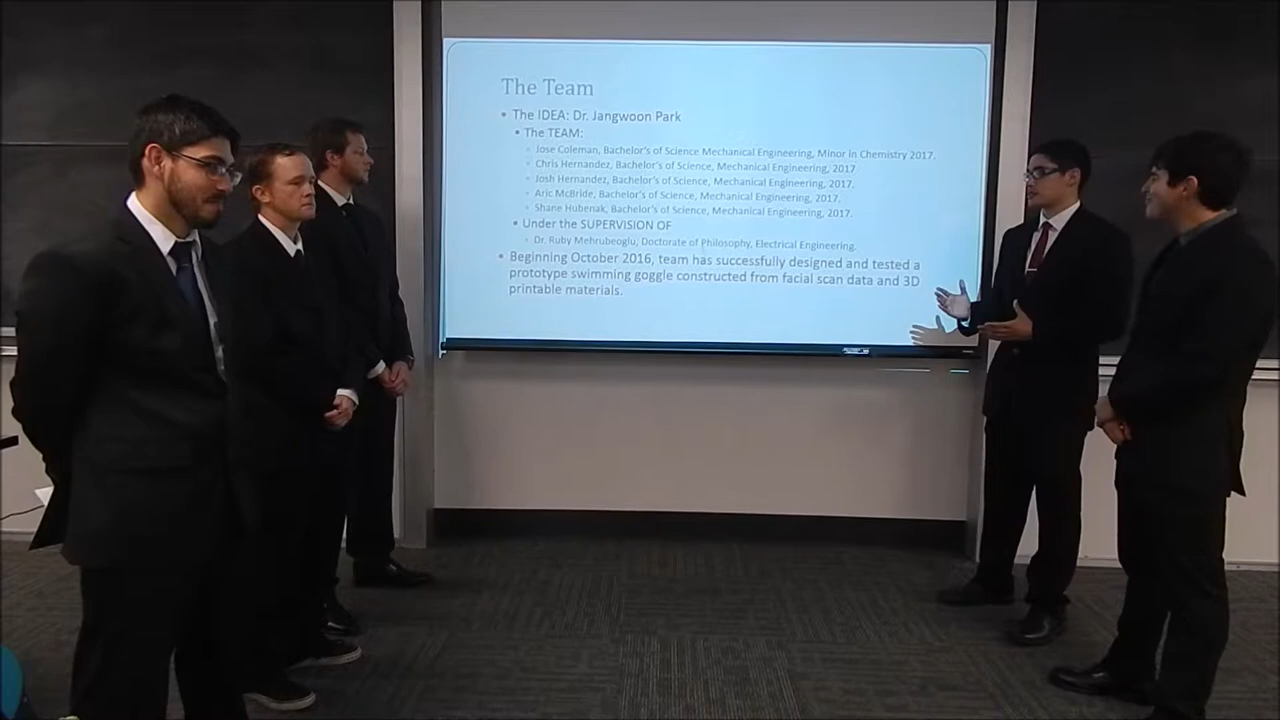 The Team
• The IDEA: Dr. Jangwoon Park
• The TEAM:
◦ Jose Coleman, Bachelor's of Science Mechanical Engineering, Minor in Chemistry 2017.
◦ Chris Hernandez, Bachelor's of Science, Mechanical Engineering, 2017
◦ Josh Hernandez, Bachelor's of Science, Mechanical Engineering, 2017.
◦ Aric McBride, Bachelor's of Science, Mechanical Engineering, 2017.
◦ Shane Hubenak, Bachelor's of Science, Mechanical Engineering, 2017.
• Under the SUPERVISION OF
◦ Dr. Ruby Mehrubeoglu, Doctorate of Philosophy, Electrical Engineering.
• Beginning October 2016, team has successfully designed and tested a
prototype swimming goggle constructed from facial scan data and 3D
printable materials.